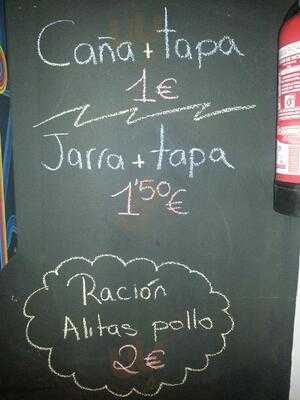 Caña + tapa
1€
Jarra + tapa
1'50€
Ración
Alitas pollo
2€